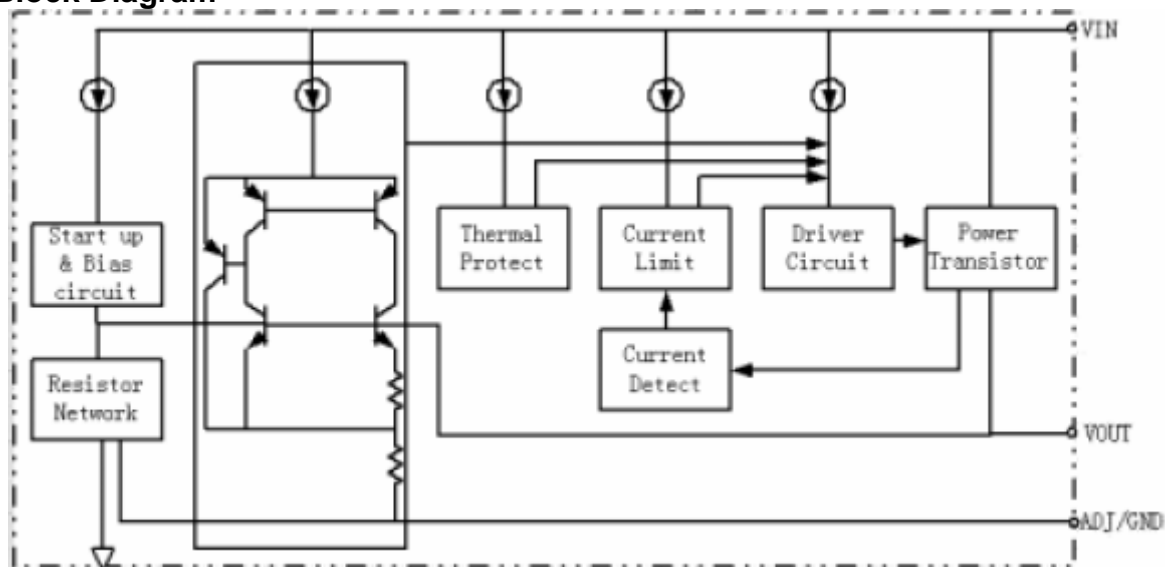 Block Diagram
VIN
Start up
& Bias
circuit
Thermal
Protect
Current
Limit
Driver
Circuit
Power
Transistor
Current
Detect
Resistor
Network
VOUT
ADJ/GND